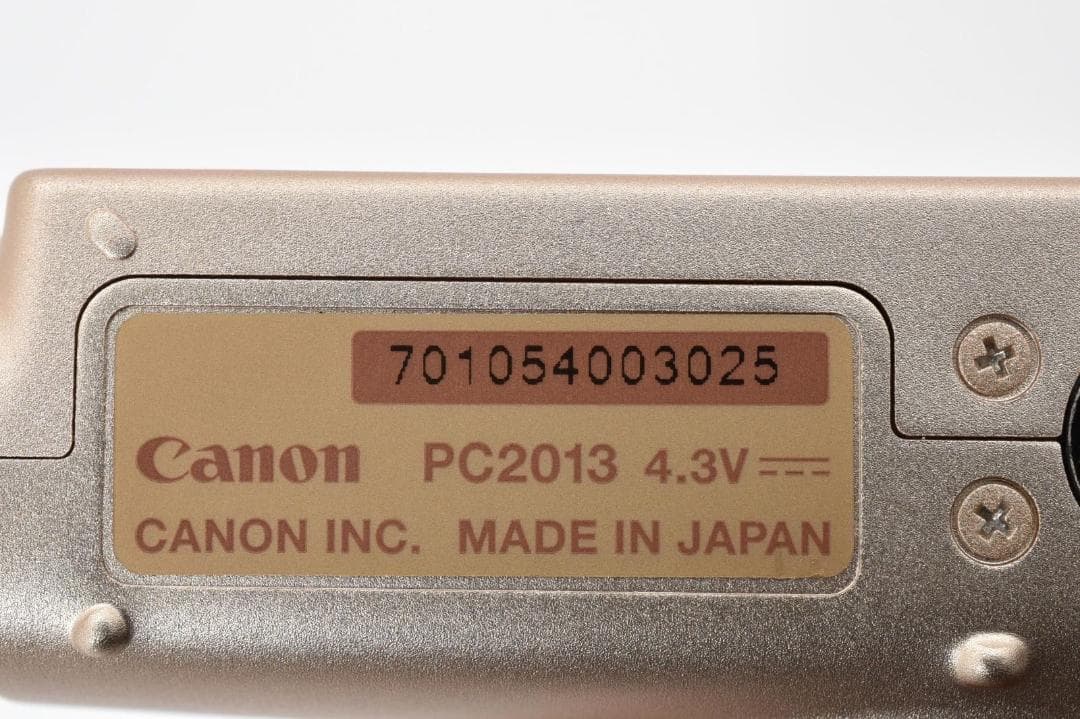 701054003025
Canon PC2013 4.3V
CANON INC. MADE IN JAPAN